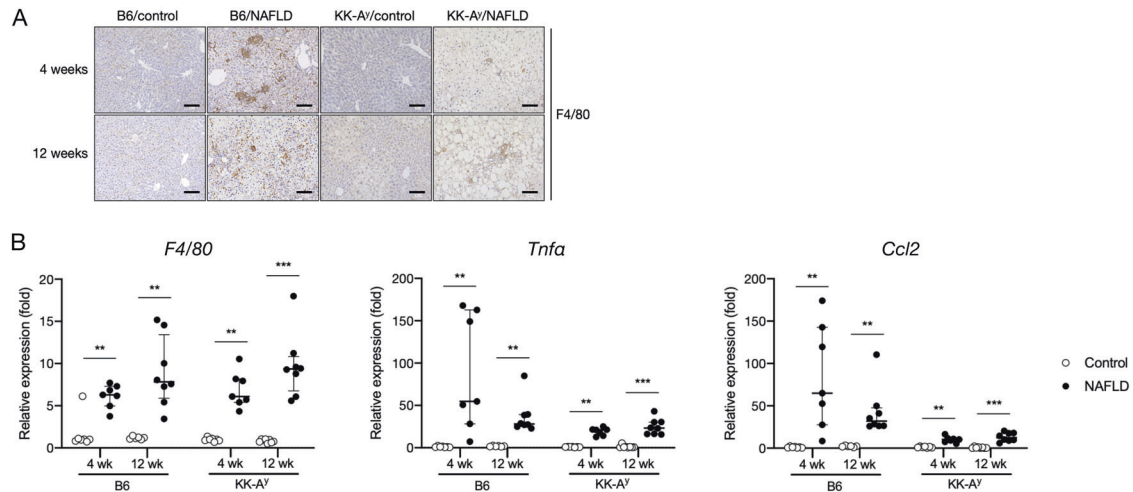 A
B6/control B6/NAFLD KK-Aʸ/control KK-Aʸ/NAFLD
4 weeks
12 weeks
F4/80
B
F4/80
Relative expression (fold)
20
15
10
5
0
**
**
**
***
4 wk 12 wk 4 wk 12 wk
B6 KK-Aʸ
Tnfα
Relative expression (fold)
200
150
100
50
0
**
**
**
***
4 wk 12 wk 4 wk 12 wk
B6 KK-Aʸ
Ccl2
Relative expression (fold)
200
150
100
50
0
**
**
**
***
4 wk 12 wk 4 wk 12 wk
B6 KK-Aʸ
Control
NAFLD